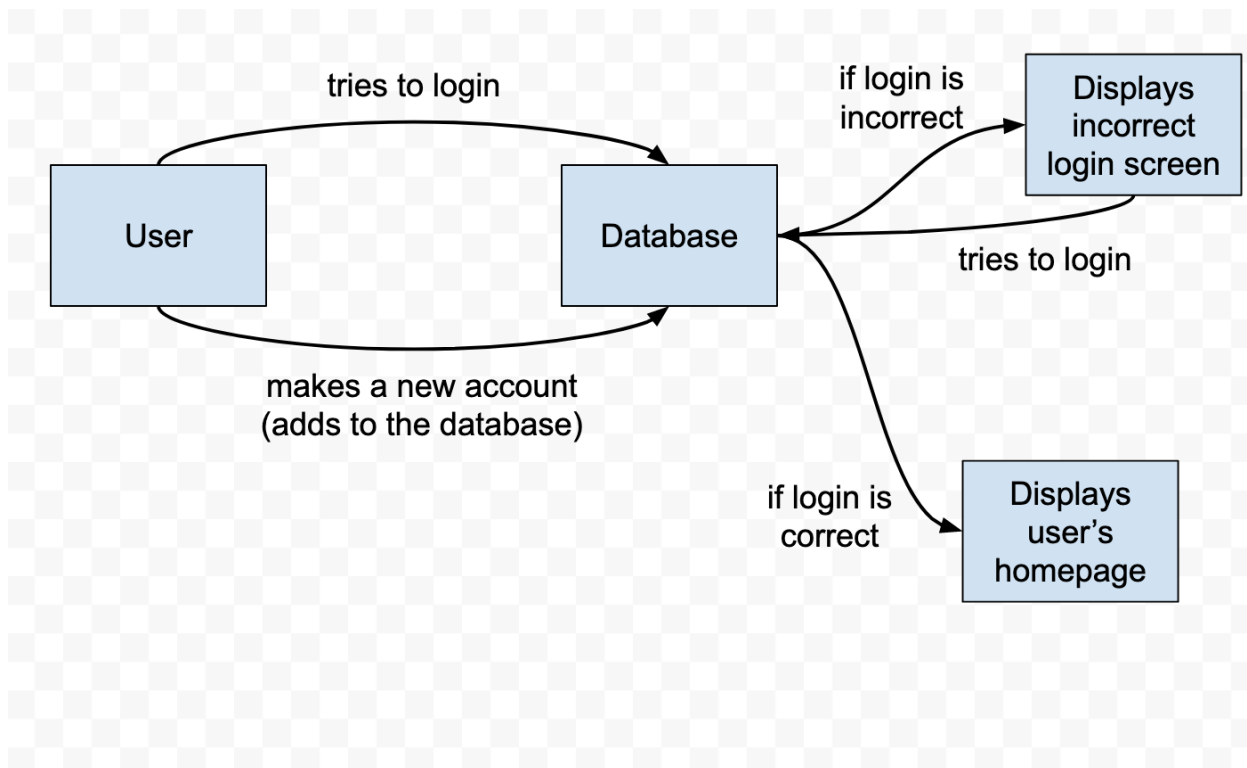 tries to login
if login is
incorrect
Displays
incorrect
login screen
User
Database
tries to login
makes a new account
(adds to the database)
if login is
correct
Displays
user’s
homepage